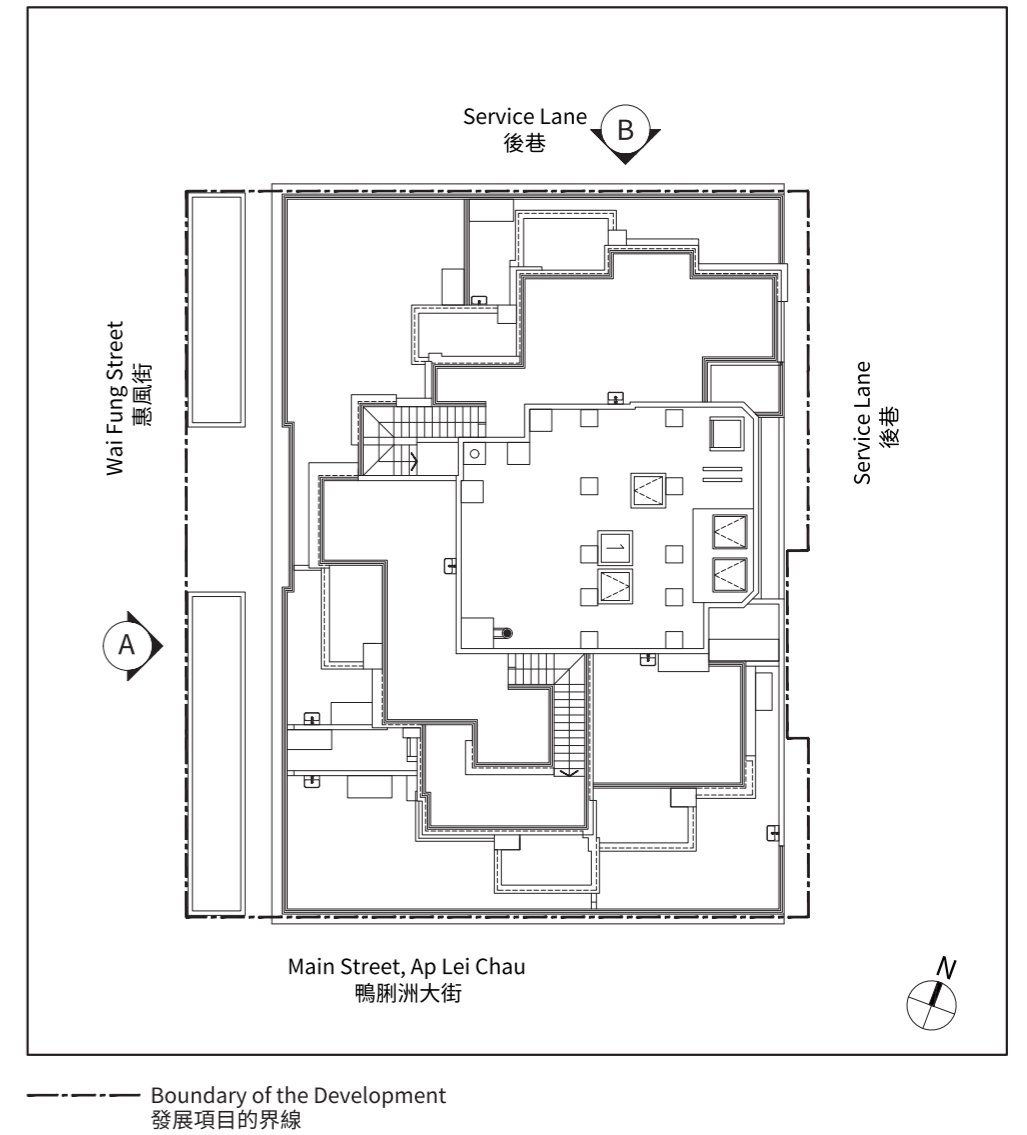 Service Lane
後巷
B
Wai Fung Street
惠風街
Service Lane
後巷
A
Main Street, Ap Lei Chau
鴨脷洲大街
N
Boundary of the Development
發展項目的界線